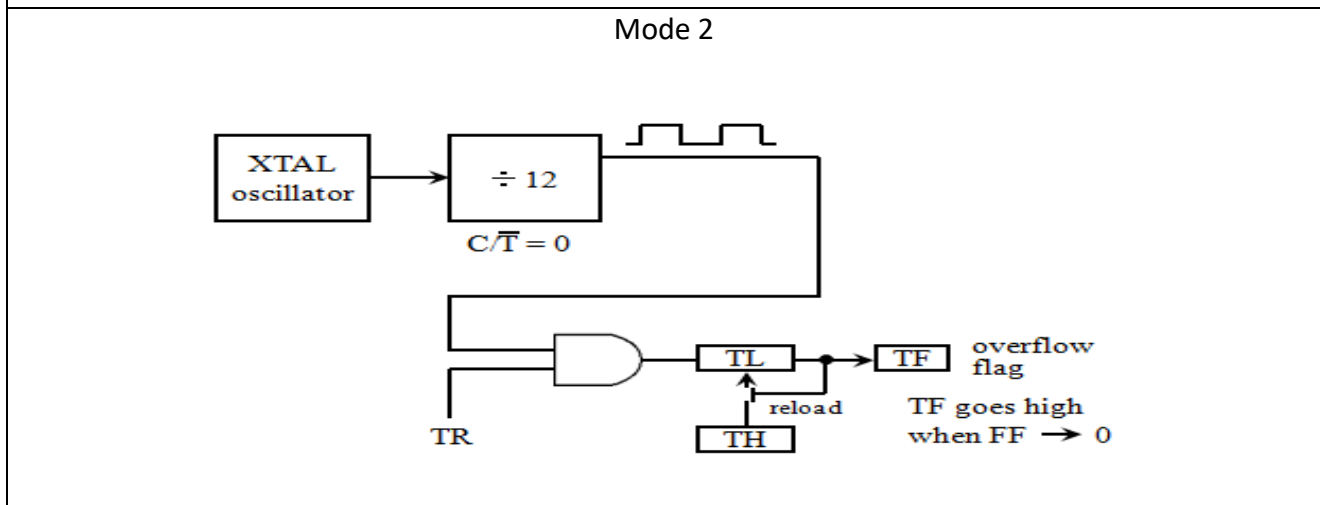 Mode 2
XTAL
oscillator
÷ 12
C/T̅ = 0
TL
TF
overflow
flag
reload
TH
TR
TF goes high
when FF → 0